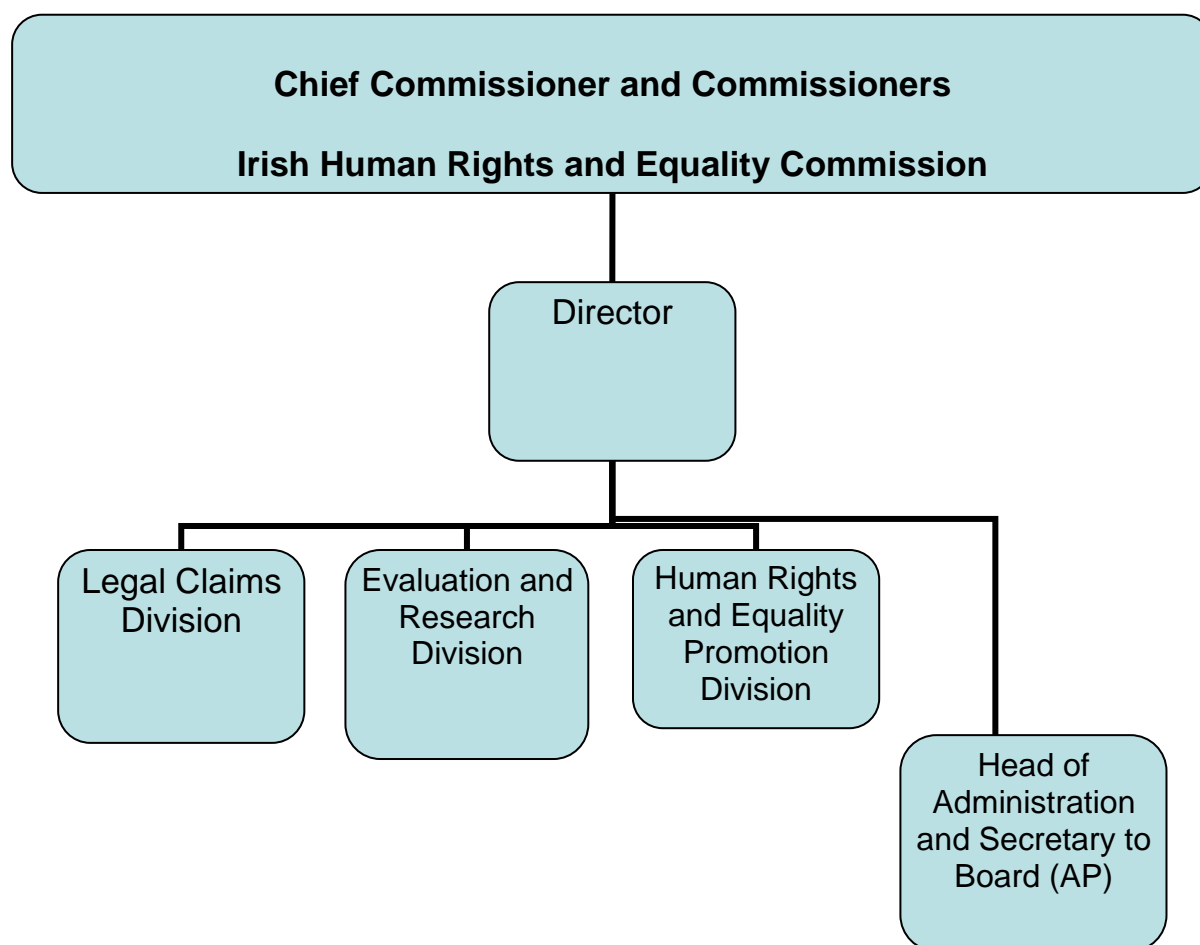 Chief Commissioner and Commissioners
Irish Human Rights and Equality Commission
Director
Legal Claims
Division
Evaluation and
Research
Division
Human Rights
and Equality
Promotion
Division
Head of
Administration
and Secretary to
Board (AP)